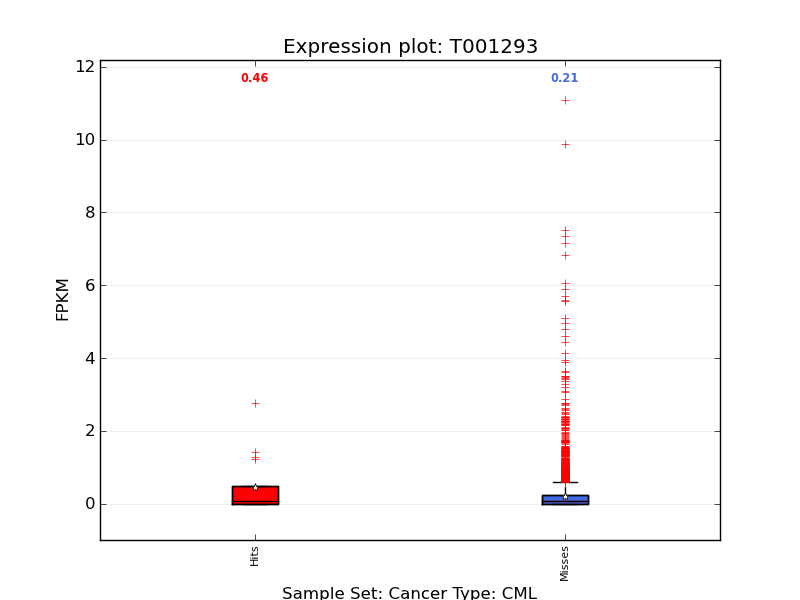 Expression plot: T001293
12
10
8
6
4
2
0
FPKM
0.46
0.21
Hits
Misses
Sample Set: Cancer Type: CML